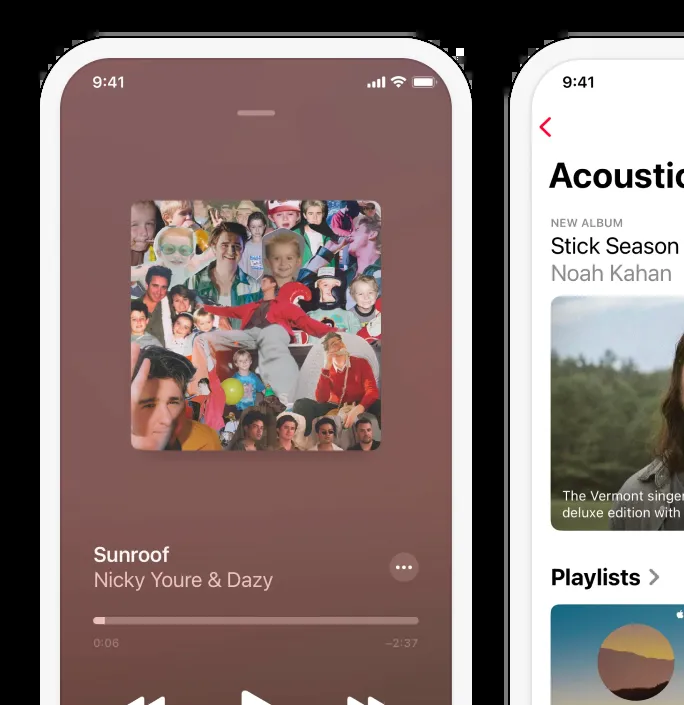 9:41
Sunroof
Nicky Youre & Dazy
0:06
−2:37
9:41
Acoustic
NEW ALBUM
Stick Season
Noah Kahan
The Vermont singer
deluxe edition with
Playlists